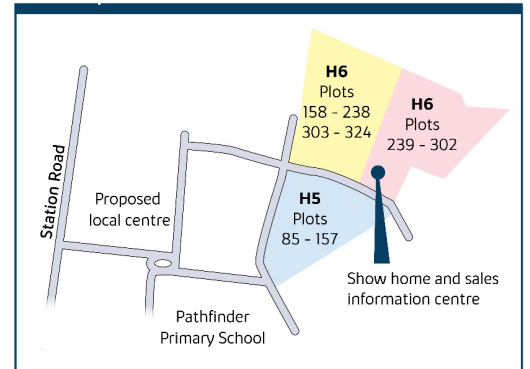 H6
Plots
158 - 238
303 - 324
H6
Plots
239 - 302
Station Road
Proposed
local centre
H5
Plots
85 - 157
Show home and sales
information centre
Pathfinder
Primary School